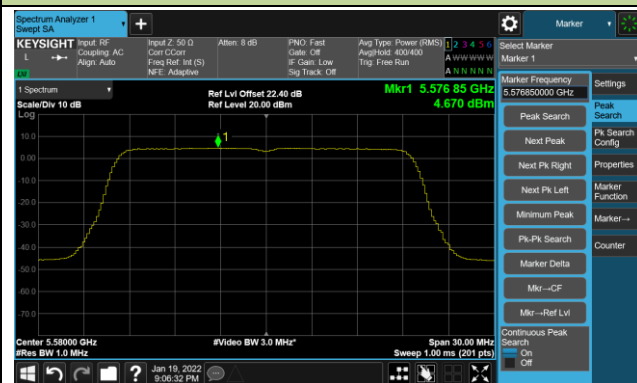 Spectrum Analyzer 1
Swept SA
Marker
KEYSIGHT
L
Input: RF
Coupling: AC
Align: Auto
Input Z: 50 Ω
Corr CCorr
Freq Ref: Int (S)
NFE: Adaptive
Atten: 8 dB
PNO: Fast
Gate: Off
IF Gain: Low
Sig Track: Off
Avg Type: Power (RMS)
Avg|Hold: 400/400
Trig: Free Run
1 2 3 4 5 6
A W W W W W
A N N N N N
Select Marker
Marker 1
1 Spectrum
Scale/Div 10 dB
Log
Ref Lvl Offset 22.40 dB
Ref Level 20.00 dBm
Mkr1 5.576 85 GHz
4.670 dBm
10.0
0.00
-10.0
-20.0
-30.0
-40.0
-50.0
-60.0
-70.0
1
Center 5.58000 GHz
#Res BW 1.0 MHz
#Video BW 3.0 MHz*
Span 30.00 MHz
Sweep 1.00 ms (201 pts)
Marker Frequency
5.576850000 GHz
Peak Search
Next Peak
Next Pk Right
Next Pk Left
Minimum Peak
Pk-Pk Search
Marker Delta
Mkr→CF
Mkr→Ref Lvl
Continuous Peak
Search
On
Off
Settings
Peak
Search
Pk Search
Config
Properties
Marker
Function
Marker→
Counter
?
Jan 19, 2022
9:06:32 PM